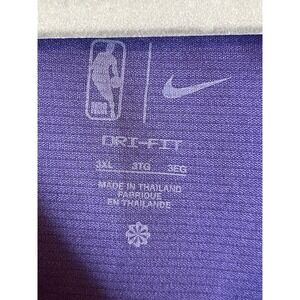 DRI-FIT
3XL 3TG 3EG
MADE IN THAILAND
FABRIQUÉ
EN THAÏLANDE